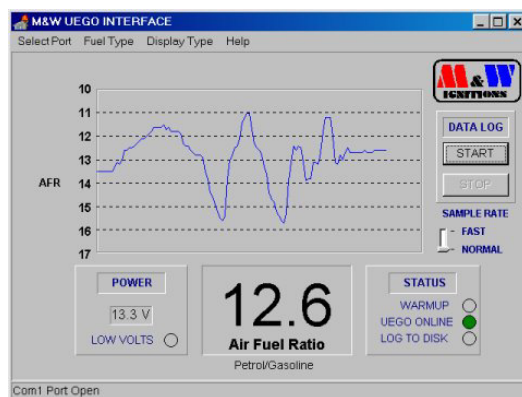 M&W UEGO INTERFACE
Select Port Fuel Type Display Type Help
M&W
IGNITIONS
10
11
12
13
14
15
16
17
AFR
DATA LOG
START
STOP
SAMPLE RATE
FAST
NORMAL
POWER
13.3 V
LOW VOLTS
12.6
Air Fuel Ratio
Petrol/Gasoline
STATUS
WARMUP
UEGO ONLINE
LOG TO DISK
Com1 Port Open